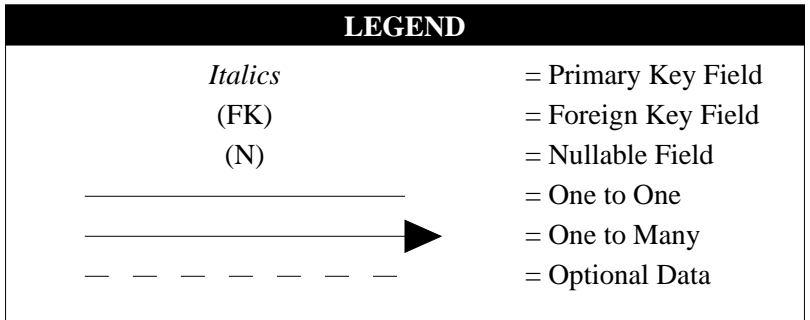 LEGEND
Italics = Primary Key Field
(FK) = Foreign Key Field
(N) = Nullable Field
= One to One
= One to Many
= Optional Data